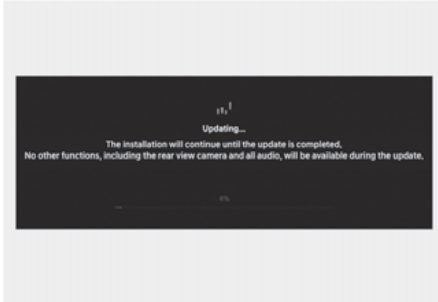 Updating...
The installation will continue until the update is completed.
No other functions, including the rear view camera and all audio, will be available during the update.
4%